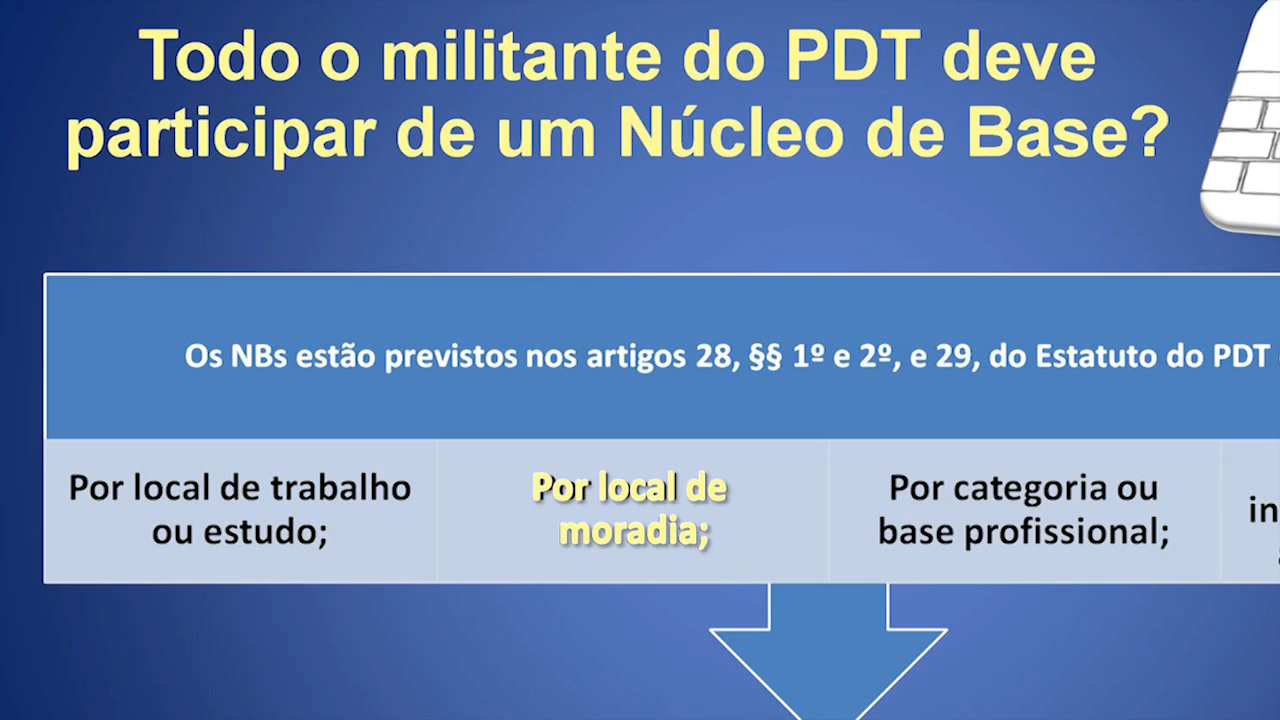 Todo o militante do PDT deve
participar de um Núcleo de Base?
Os NBs estão previstos nos artigos 28, §§ 1º e 2º, e 29, do Estatuto do PDT
Por local de trabalho
ou estudo;
Por local de
moradia;
Por categoria ou
base profissional;